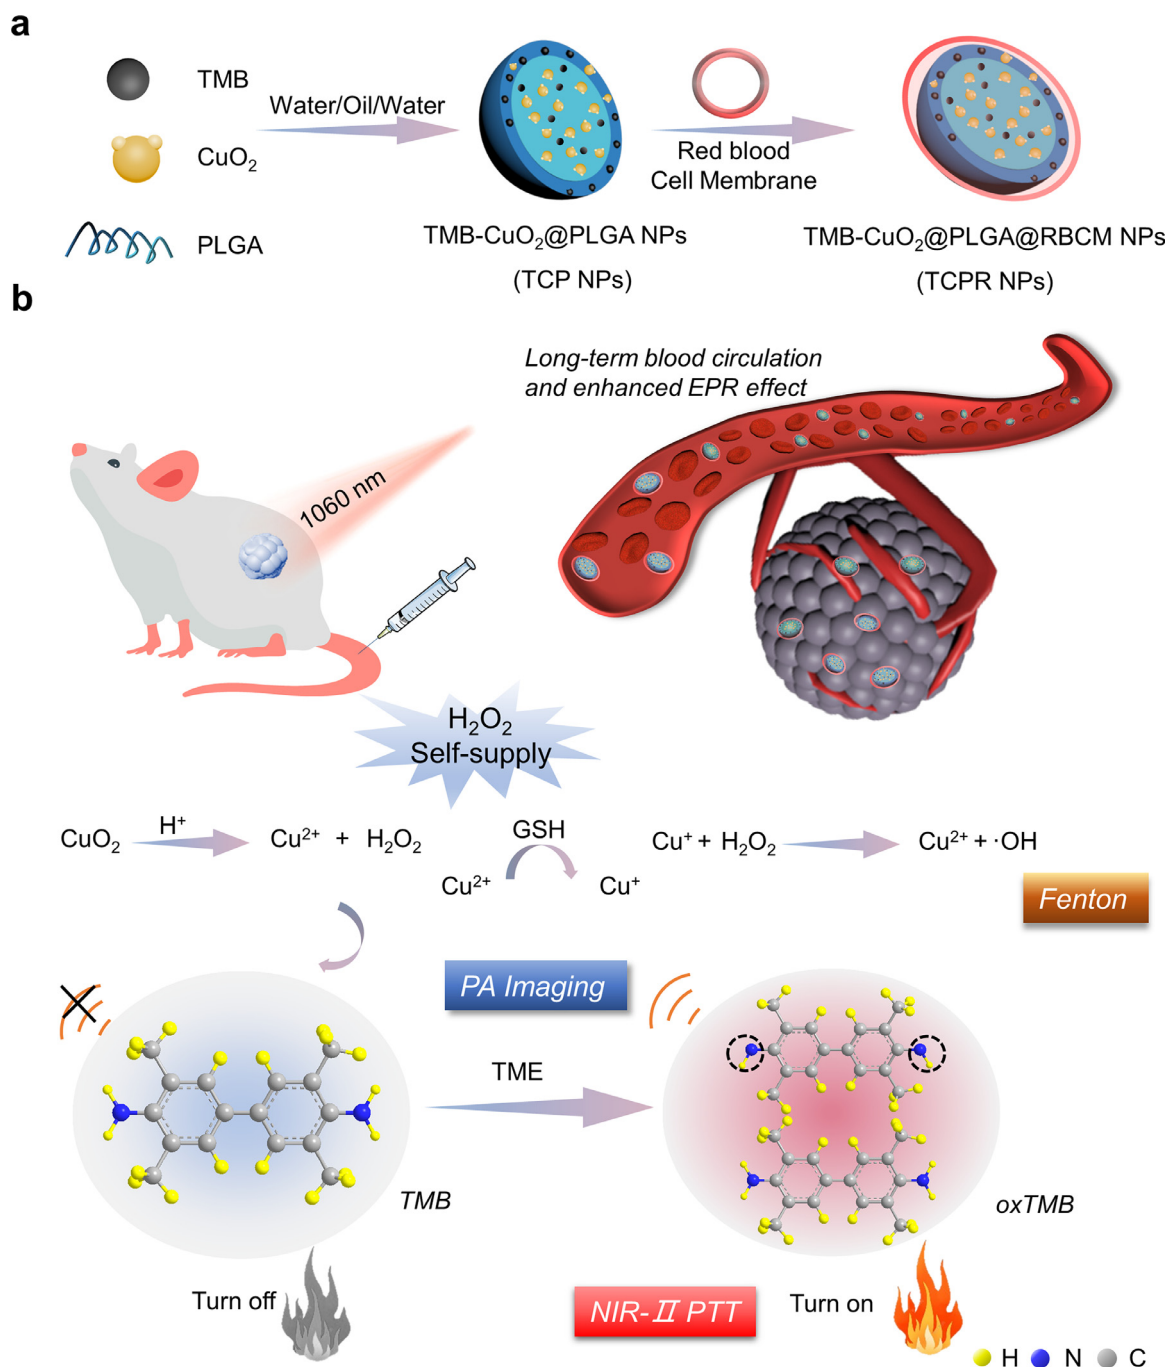 a
TMB
CuO₂
PLGA
Water/Oil/Water
Red blood
Cell Membrane
TMB-CuO₂@PLGA NPs
(TCP NPs)
TMB-CuO₂@PLGA@RBCM NPs
(TCPR NPs)
b
Long-term blood circulation
and enhanced EPR effect
1060 nm
H₂O₂
Self-supply
CuO₂ H⁺ Cu²⁺ + H₂O₂
GSH
Cu²⁺ Cu⁺
Cu⁺ + H₂O₂ Cu²⁺ + ·OH
Fenton
PA Imaging
TME
TMB
oxTMB
Turn off
NIR-Ⅱ PTT
Turn on
H N C